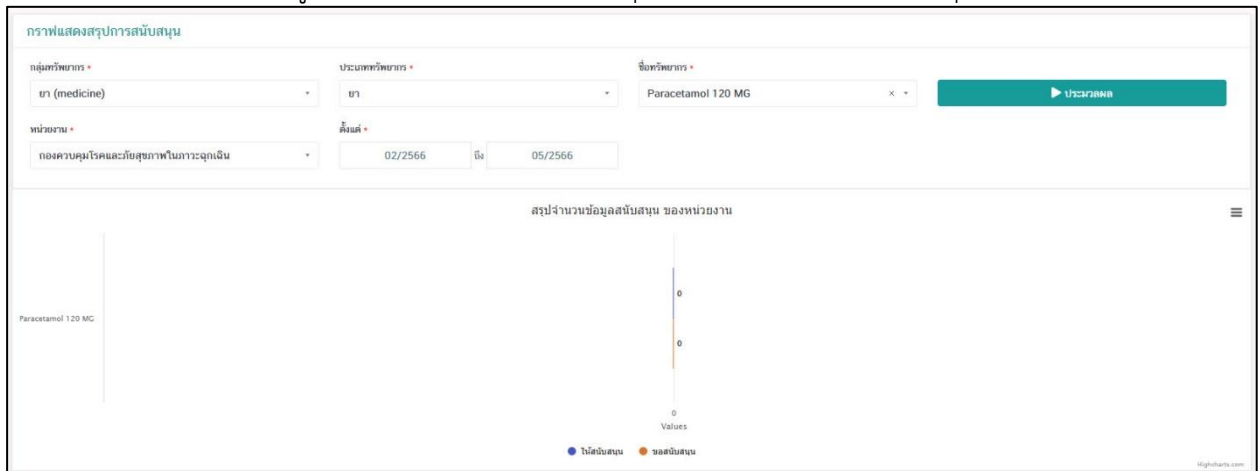 กราฟแสดงสรุปการสนับสนุน
กลุ่มทรัพยากร * ประเภททรัพยากร * ชื่อทรัพยากร *
ยา (medicine) ยา Paracetamol 120 MG × ประมวลผล
หน่วยงาน * ตั้งแต่ *
กองควบคุมโรคและภัยสุขภาพในภาวะฉุกเฉิน 02/2566 ถึง 05/2566
สรุปจำนวนข้อมูลสนับสนุน ของหน่วยงาน
0
Paracetamol 120 MG
0
0
Values
ให้สนับสนุน ขอสนับสนุน
Highcharts.com